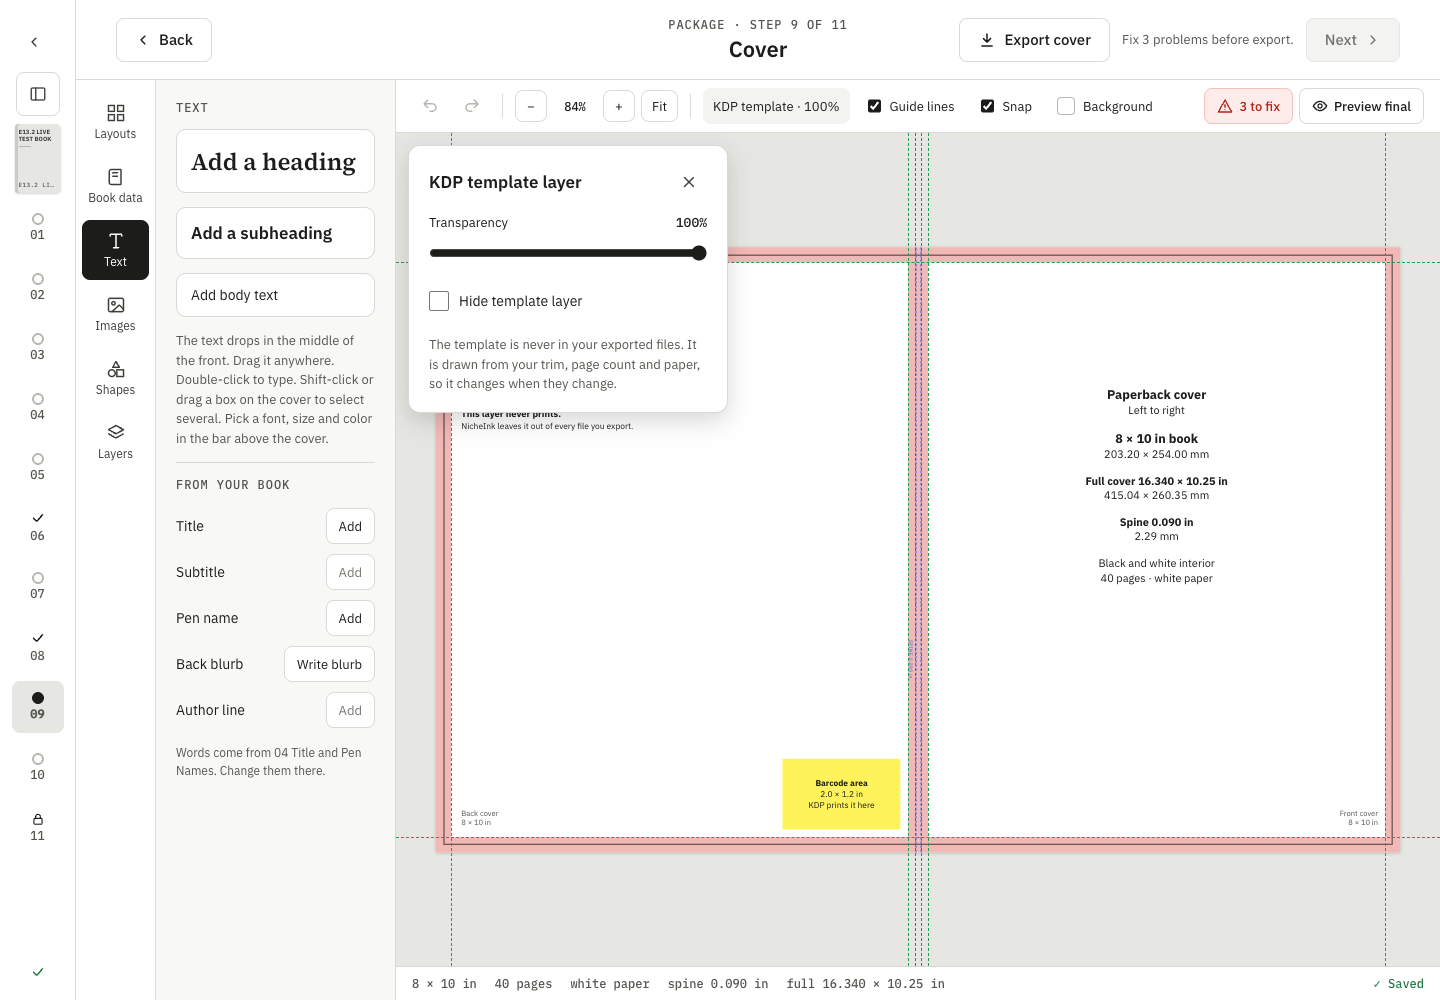 PACKAGE · STEP 9 OF 11
Cover
Back
Export cover
Fix 3 problems before export.
Next
E13.2 LIVE
TEST BOOK
E13.2 LI…
01
02
03
04
05
06
07
08
09
10
11
Layouts
Book data
Text
Images
Shapes
Layers
TEXT
Add a heading
Add a subheading
Add body text
The text drops in the middle of
the front. Drag it anywhere.
Double-click to type. Shift-click or
drag a box on the cover to select
several. Pick a font, size and color
in the bar above the cover.
FROM YOUR BOOK
Title Add
Subtitle Add
Pen name Add
Back blurb Write blurb
Author line Add
Words come from 04 Title and Pen
Names. Change them there.
− 84% + Fit
KDP template · 100%
Guide lines
Snap
Background
3 to fix
Preview final
KDP template layer
Transparency 100%
Hide template layer
The template is never in your exported files. It
is drawn from your trim, page count and paper,
so it changes when they change.
This layer never prints.
NicheInk leaves it out of every file you export.
Paperback cover
Left to right
8 × 10 in book
203.20 × 254.00 mm
Full cover 16.340 × 10.25 in
415.04 × 260.35 mm
Spine 0.090 in
2.29 mm
Black and white interior
40 pages · white paper
Barcode area
2.0 × 1.2 in
KDP prints it here
Back cover
8 × 10 in
Front cover
8 × 10 in
8 × 10 in 40 pages white paper spine 0.090 in full 16.340 × 10.25 in
✓ Saved